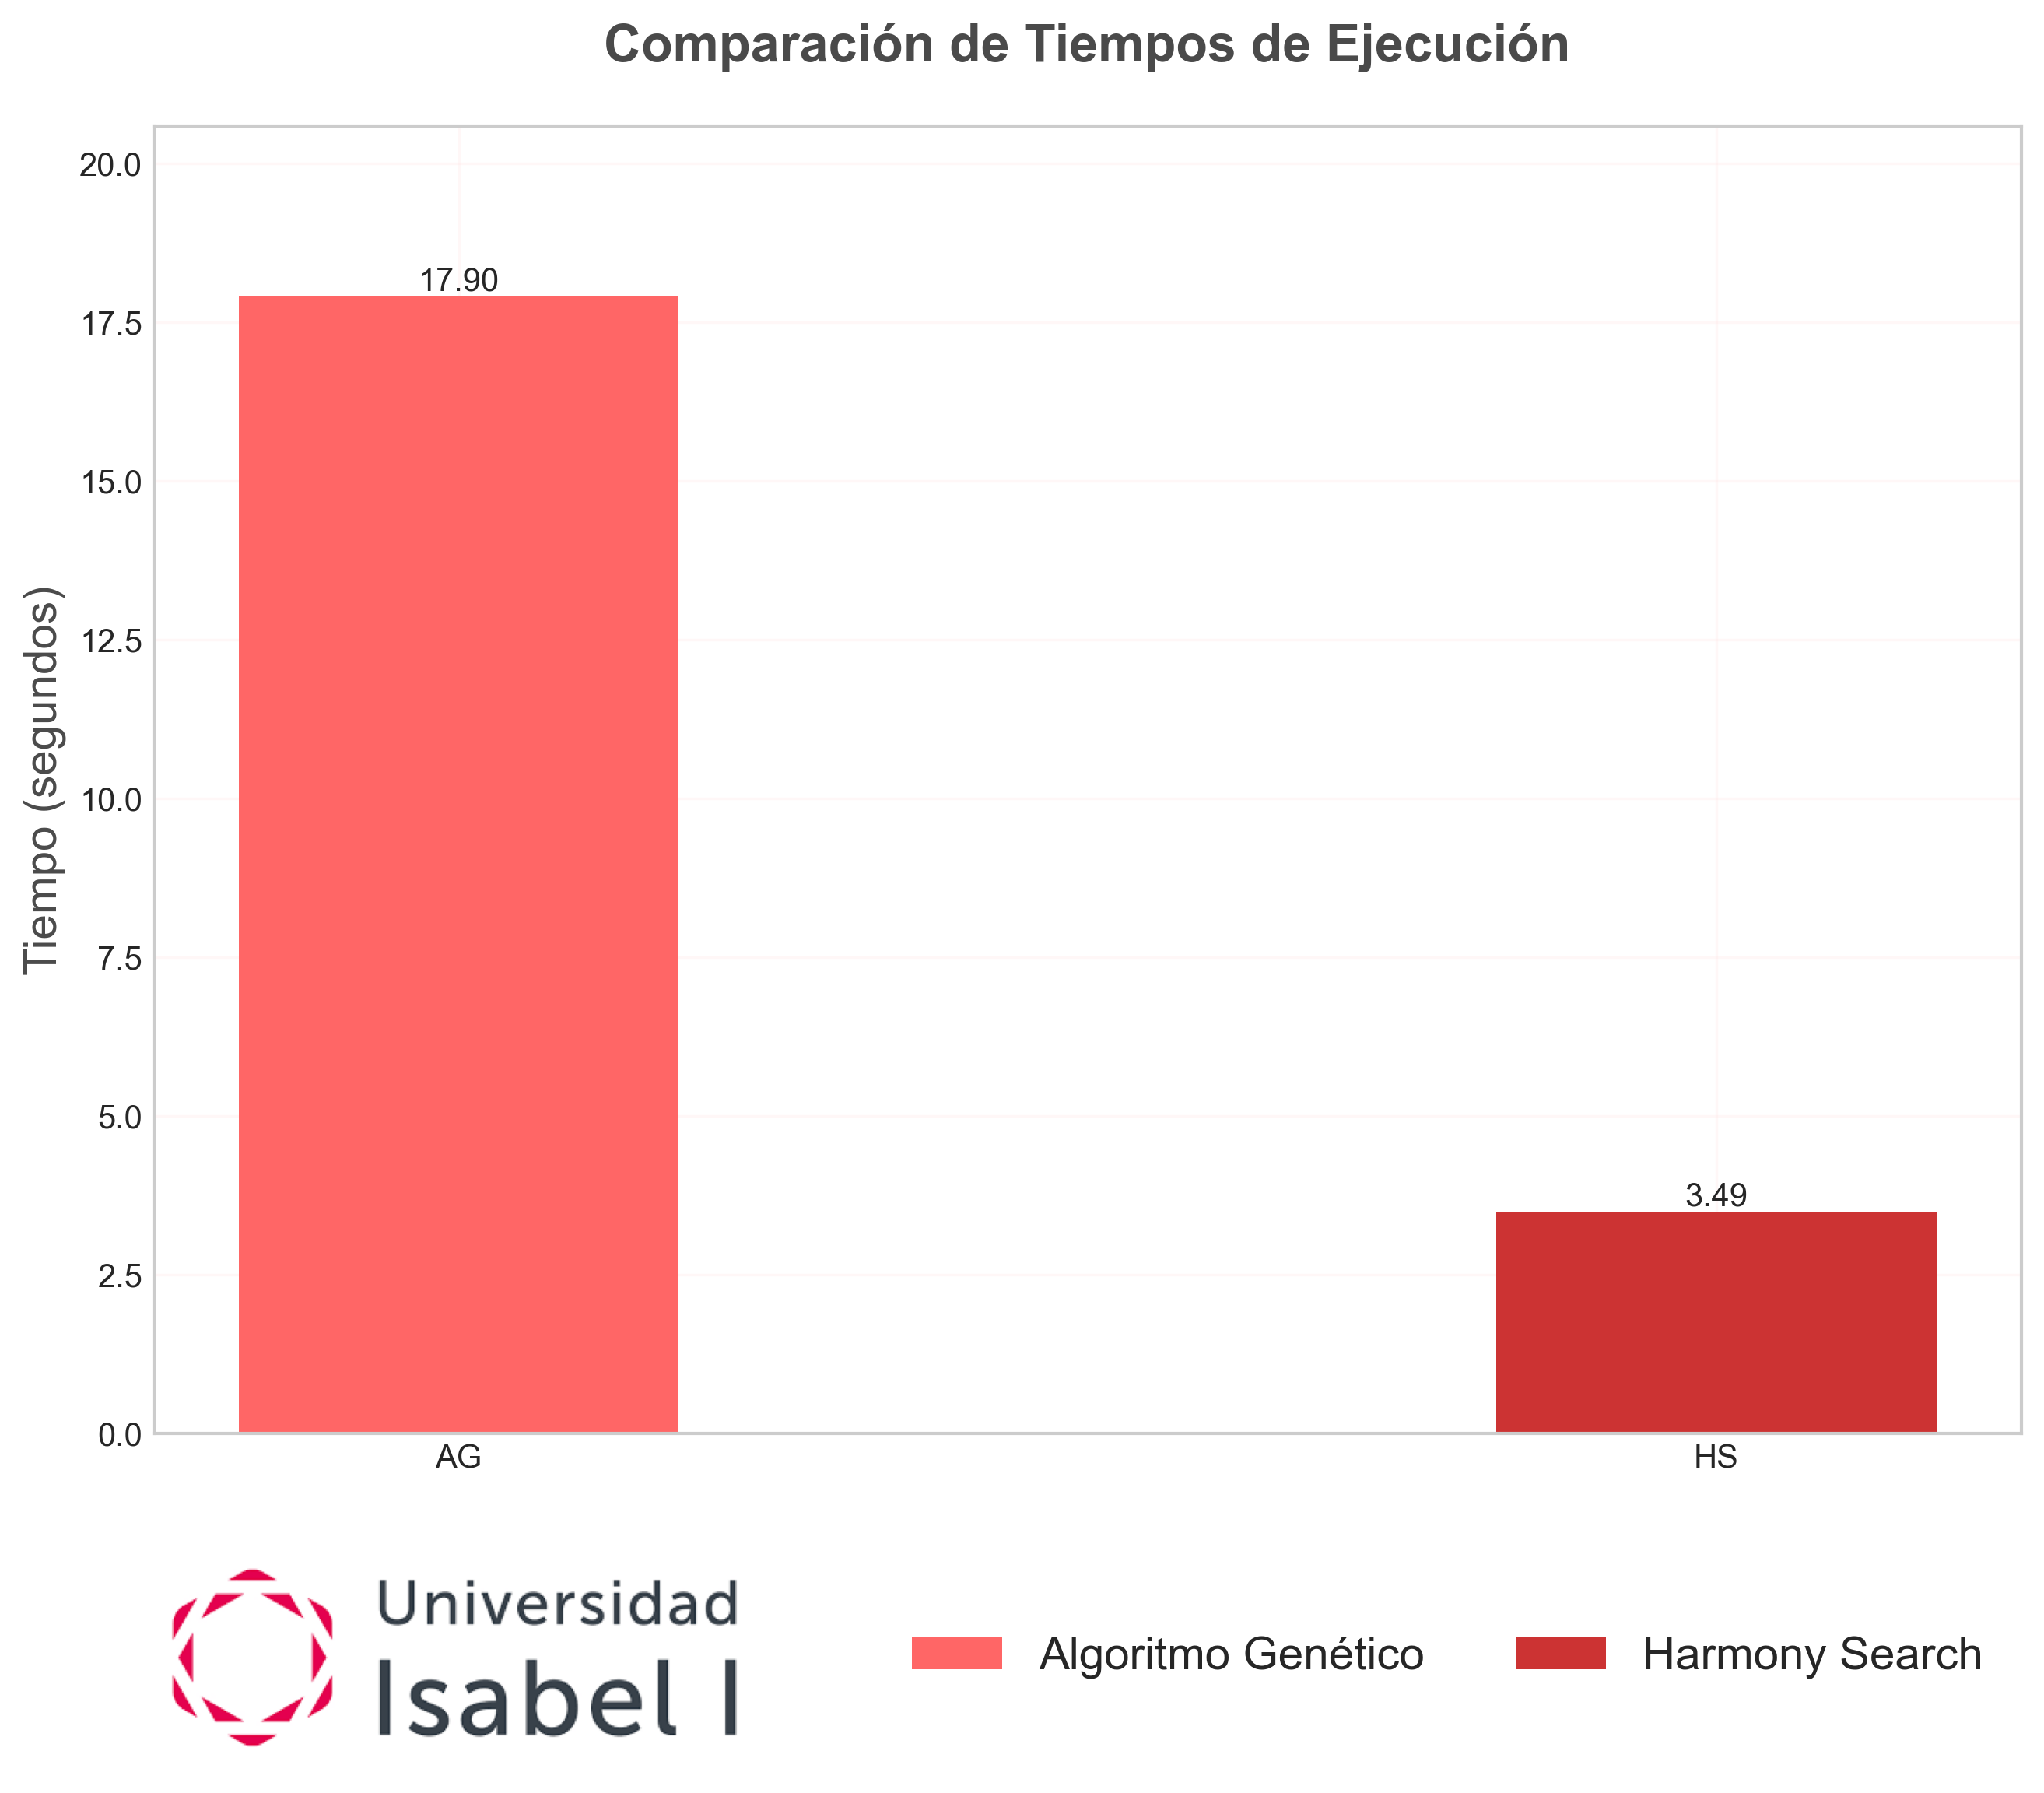 Comparación de Tiempos de Ejecución
Tiempo (segundos)
20.0
17.5
15.0
12.5
10.0
7.5
5.0
2.5
0.0
17.90
3.49
AG
HS
Universidad
Isabel I
Algoritmo Genético
Harmony Search